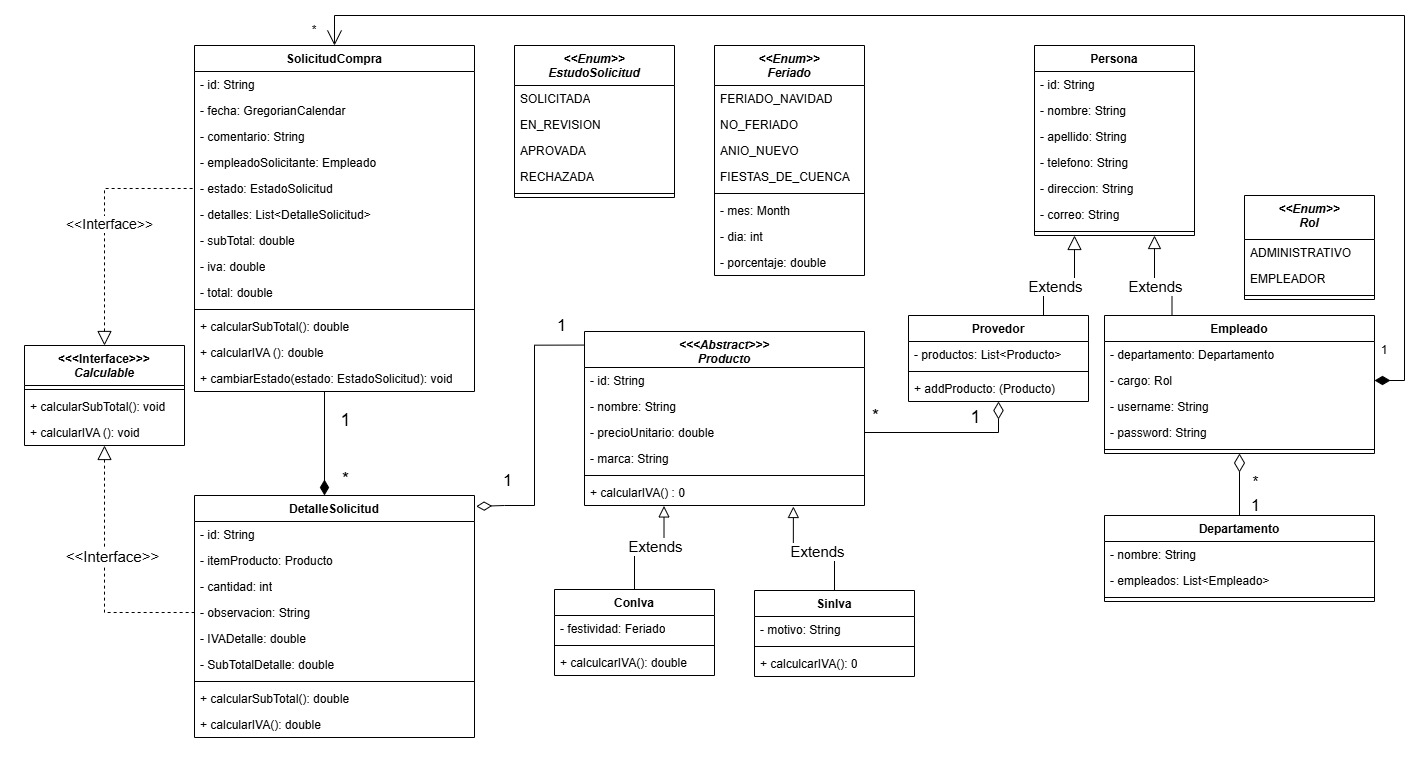 *
SolicitudCompra
- id: String
- fecha: GregorianCalendar
- comentario: String
- empleadoSolicitante: Empleado
- estado: EstadoSolicitud
- detalles: List<DetalleSolicitud>
- subTotal: double
- iva: double
- total: double
+ calcularSubTotal(): double
+ calcularIVA (): double
+ cambiarEstado(estado: EstadoSolicitud): void
<<Enum>>
EstudoSolicitud
SOLICITADA
EN_REVISION
APROVADA
RECHAZADA
<<Enum>>
Feriado
FERIADO_NAVIDAD
NO_FERIADO
ANIO_NUEVO
FIESTAS_DE_CUENCA
- mes: Month
- dia: int
- porcentaje: double
Persona
- id: String
- nombre: String
- apellido: String
- telefono: String
- direccion: String
- correo: String
<<Enum>>
Rol
ADMINISTRATIVO
EMPLEADOR
<<Interface>>
Extends
Extends
<<<Interface>>>
Calculable
+ calcularSubTotal(): void
+ calcularIVA (): void
1
<<<Abstract>>>
Producto
- id: String
- nombre: String
- precioUnitario: double
- marca: String
+ calcularIVA() : 0
Provedor
- productos: List<Producto>
+ addProducto: (Producto)
*
1
Empleado
- departamento: Departamento
- cargo: Rol
- username: String
- password: String
1
1
*
1
*
1
<<Interface>>
DetalleSolicitud
- id: String
- itemProducto: Producto
- cantidad: int
- observacion: String
- IVADetalle: double
- SubTotalDetalle: double
+ calcularSubTotal(): double
+ calcularIVA(): double
Extends
Extends
ConIva
- festividad: Feriado
+ calculcarIVA(): double
SinIva
- motivo: String
+ calculcarIVA(): 0
Departamento
- nombre: String
- empleados: List<Empleado>